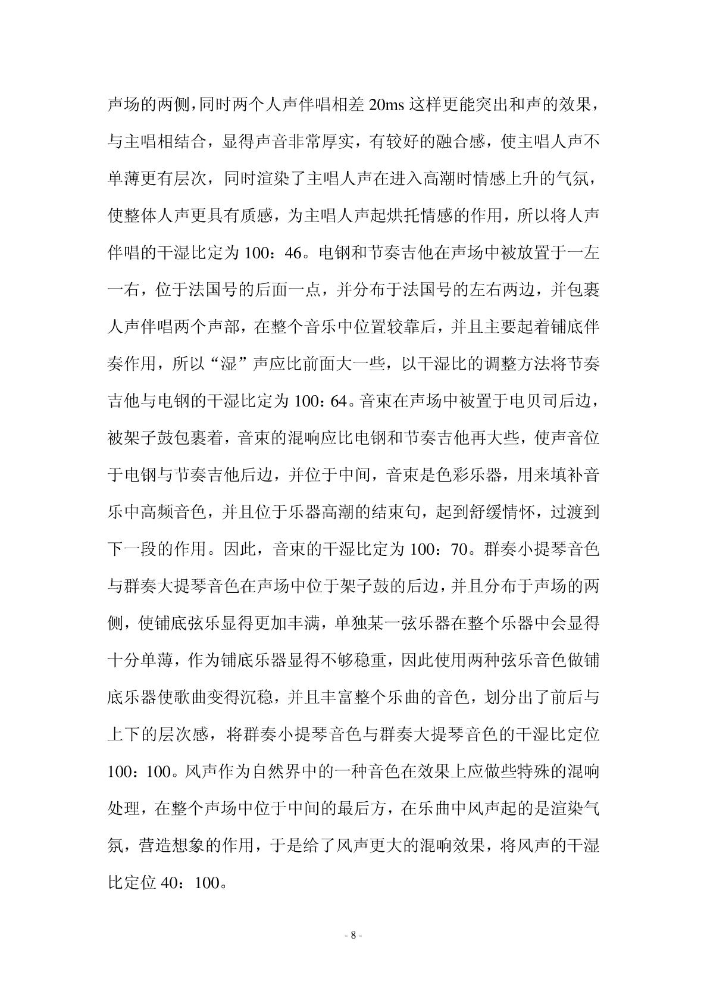 声场的两侧，同时两个人声伴唱相差 20ms 这样更能突出和声的效果，
与主唱相结合，显得声音非常厚实，有较好的融合感，使主唱人声不
单薄更有层次，同时渲染了主唱人声在进入高潮时情感上升的气氛，
使整体人声更具有质感，为主唱人声起烘托情感的作用，所以将人声
伴唱的干湿比定为 100：46。电钢和节奏吉他在声场中被放置于一左
一右，位于法国号的后面一点，并分布于法国号的左右两边，并包裹
人声伴唱两个声部，在整个音乐中位置较靠后，并且主要起着铺底伴
奏作用，所以“湿”声应比前面大一些，以干湿比的调整方法将节奏
吉他与电钢的干湿比定为 100：64。音束在声场中被置于电贝司后边，
被架子鼓包裹着，音束的混响应比电钢和节奏吉他再大些，使声音位
于电钢与节奏吉他后边，并位于中间，音束是色彩乐器，用来填补音
乐中高频音色，并且位于乐器高潮的结束句，起到舒缓情怀，过渡到
下一段的作用。因此，音束的干湿比定为 100：70。群奏小提琴音色
与群奏大提琴音色在声场中位于架子鼓的后边，并且分布于声场的两
侧，使铺底弦乐显得更加丰满，单独某一弦乐器在整个乐器中会显得
十分单薄，作为铺底乐器显得不够稳重，因此使用两种弦乐音色做铺
底乐器使歌曲变得沉稳，并且丰富整个乐曲的音色，划分出了前后与
上下的层次感，将群奏小提琴音色与群奏大提琴音色的干湿比定位
100：100。风声作为自然界中的一种音色在效果上应做些特殊的混响
处理，在整个声场中位于中间的最后方，在乐曲中风声起的是渲染气
氛，营造想象的作用，于是给了风声更大的混响效果，将风声的干湿
比定位 40：100。
- 8 -